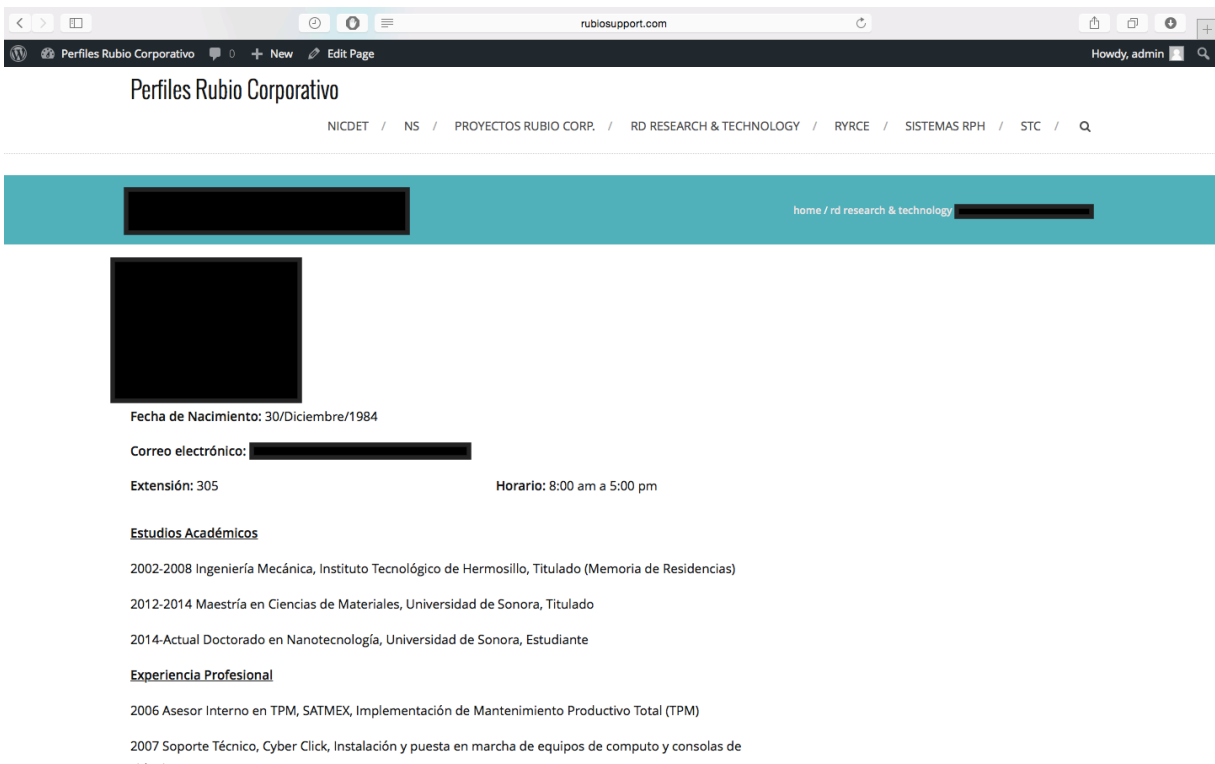 rubiosupport.com
Perfiles Rubio Corporativo 0 + New Edit Page Howdy, admin
Perfiles Rubio Corporativo
NICDET / NS / PROYECTOS RUBIO CORP. / RD RESEARCH & TECHNOLOGY / RYRCE / SISTEMAS RPH / STC /
home / rd research & technology
Fecha de Nacimiento: 30/Diciembre/1984
Correo electrónico:
Extensión: 305 Horario: 8:00 am a 5:00 pm
Estudios Académicos
2002-2008 Ingeniería Mecánica, Instituto Tecnológico de Hermosillo, Titulado (Memoria de Residencias)
2012-2014 Maestría en Ciencias de Materiales, Universidad de Sonora, Titulado
2014-Actual Doctorado en Nanotecnología, Universidad de Sonora, Estudiante
Experiencia Profesional
2006 Asesor Interno en TPM, SATMEX, Implementación de Mantenimiento Productivo Total (TPM)
2007 Soporte Técnico, Cyber Click, Instalación y puesta en marcha de equipos de computo y consolas de